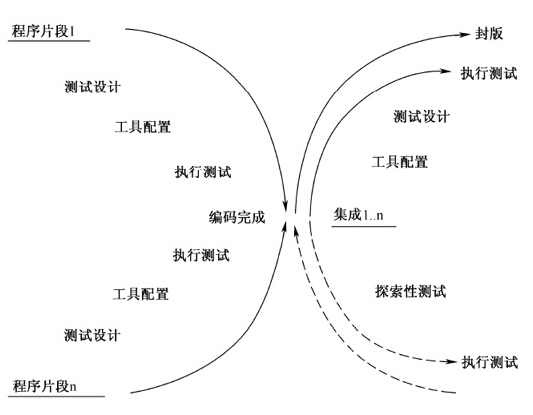 程序片段1
测试设计
工具配置
执行测试
编码完成
执行测试
工具配置
测试设计
程序片段n
封版
执行测试
测试设计
工具配置
集成1..n
探索性测试
执行测试